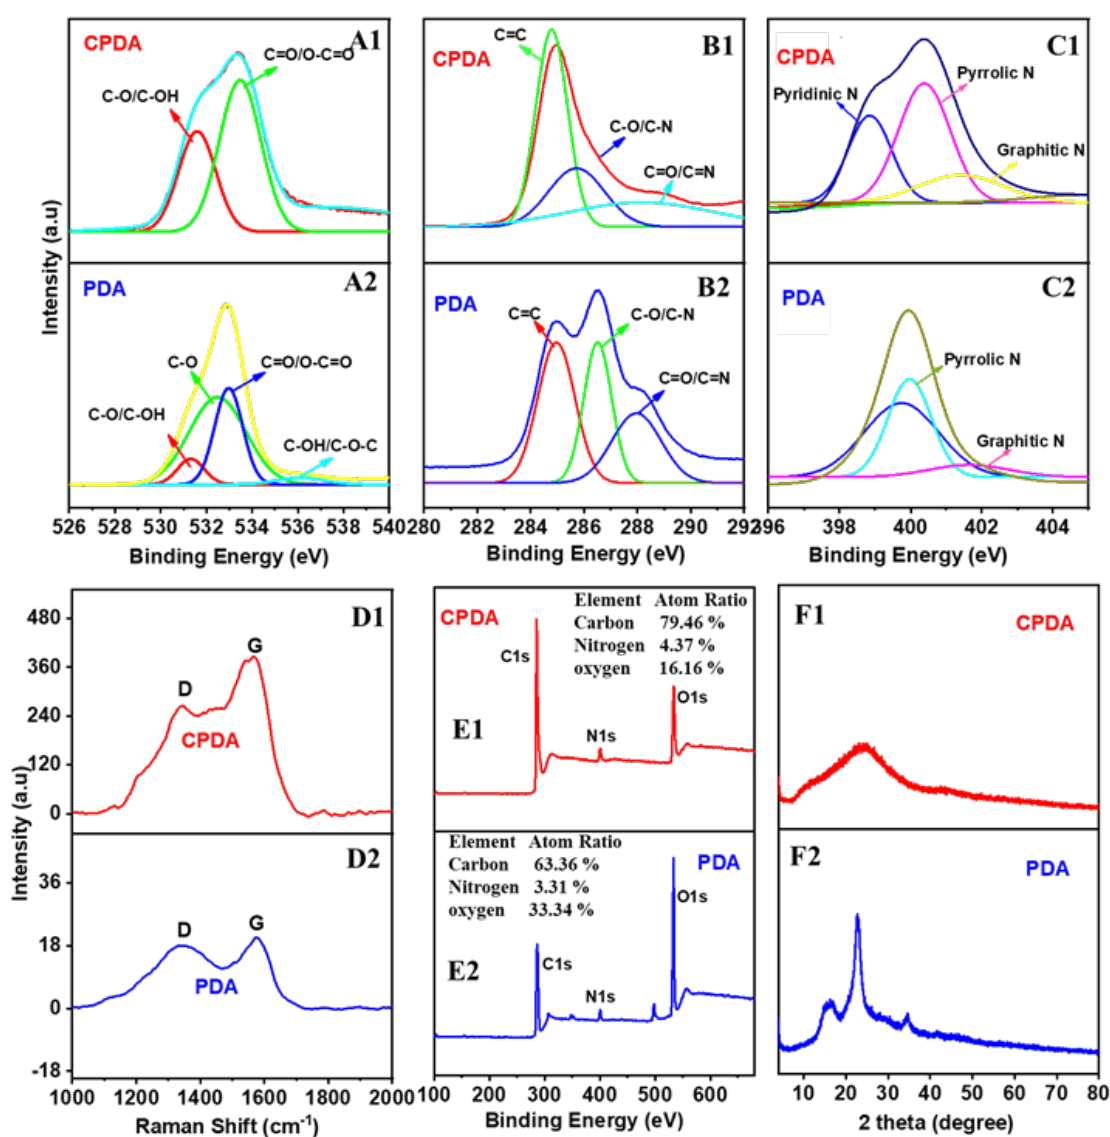 CPDA
A1
C=O/O-C=O
C-O/C-OH
PDA
A2
C-O
C=O/O-C=O
C-O/C-OH
C-OH/C-O-C
526 530 532 534 536 538 540
Binding Energy (eV)
Intensity (a.u)
CPDA
B1
C=C
C-O/C-N
C=O/C=N
PDA
B2
C=C
C-O/C-N
C=O/C=N
280 282 284 286 288 290 292
Binding Energy (eV)
CPDA
C1
Pyridinic N
Pyrrolic N
Graphitic N
PDA
C2
Pyrrolic N
Graphitic N
396 398 400 402 404
Binding Energy (eV)
D1
480
360
240
120
0
D
G
CPDA
D2
36
18
0
-18
D
G
PDA
1000 1200 1400 1600 1800 2000
Raman Shift (cm-1)
Intensity (a.u)
CPDA
Element Atom Ratio
Carbon 79.46 %
Nitrogen 4.37 %
oxygen 16.16 %
C1s
N1s
O1s
E1
Element Atom Ratio
Carbon 63.36 %
Nitrogen 3.31 %
oxygen 33.34 %
PDA
O1s
C1s
N1s
E2
100 200 300 400 500 600
Binding Energy (eV)
F1
CPDA
F2
PDA
10 20 30 40 50 60 70 80
2 theta (degree)